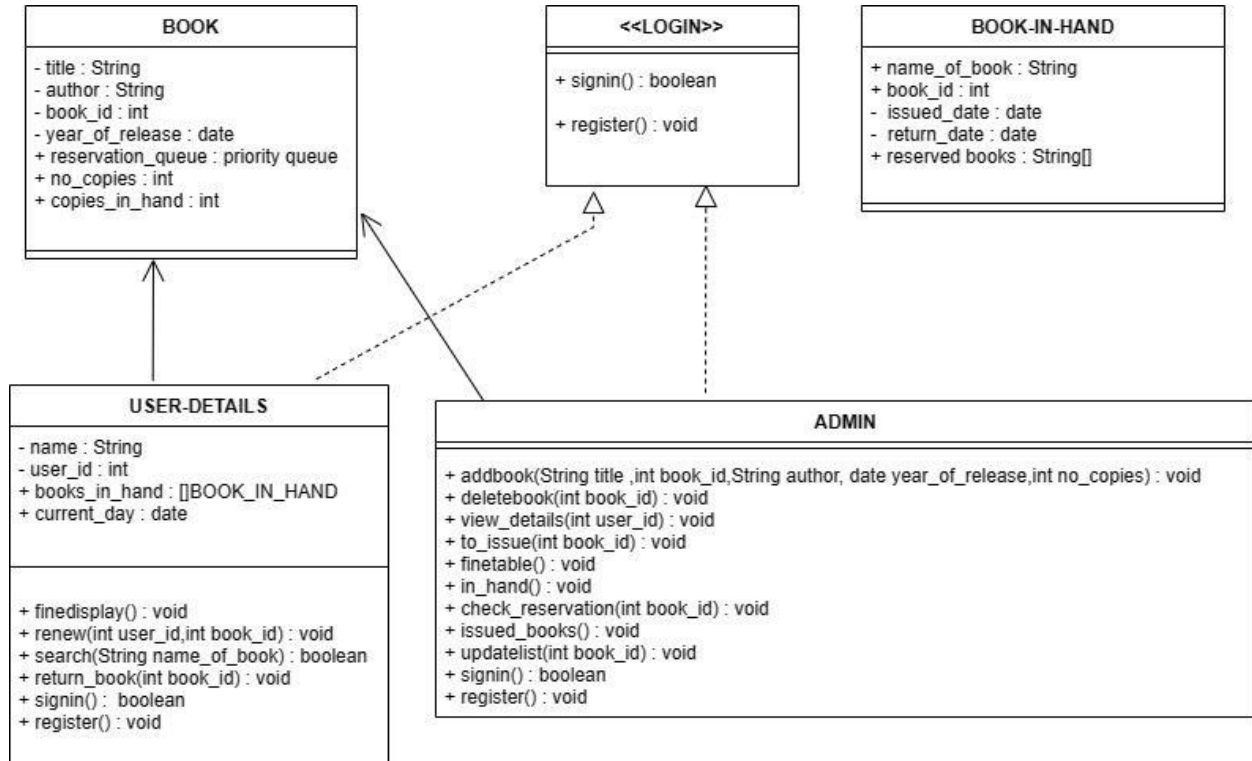 BOOK
- title : String
- author : String
- book_id : int
- year_of_release : date
+ reservation_queue : priority queue
+ no_copies : int
+ copies_in_hand : int
<<LOGIN>>
+ signin() : boolean
+ register() : void
BOOK-IN-HAND
+ name_of_book : String
+ book_id : int
- issued_date : date
- return_date : date
+ reserved books : String[]
USER-DETAILS
- name : String
- user_id : int
+ books_in_hand : []BOOK_IN_HAND
+ current_day : date
+ finedisplay() : void
+ renew(int user_id,int book_id) : void
+ search(String name_of_book) : boolean
+ return_book(int book_id) : void
+ signin() : boolean
+ register() : void
ADMIN
+ addbook(String title ,int book_id,String author, date year_of_release,int no_copies) : void
+ deletebook(int book_id) : void
+ view_details(int user_id) : void
+ to_issue(int book_id) : void
+ finetable() : void
+ in_hand() : void
+ check_reservation(int book_id) : void
+ issued_books() : void
+ updatelist(int book_id) : void
+ signin() : boolean
+ register() : void